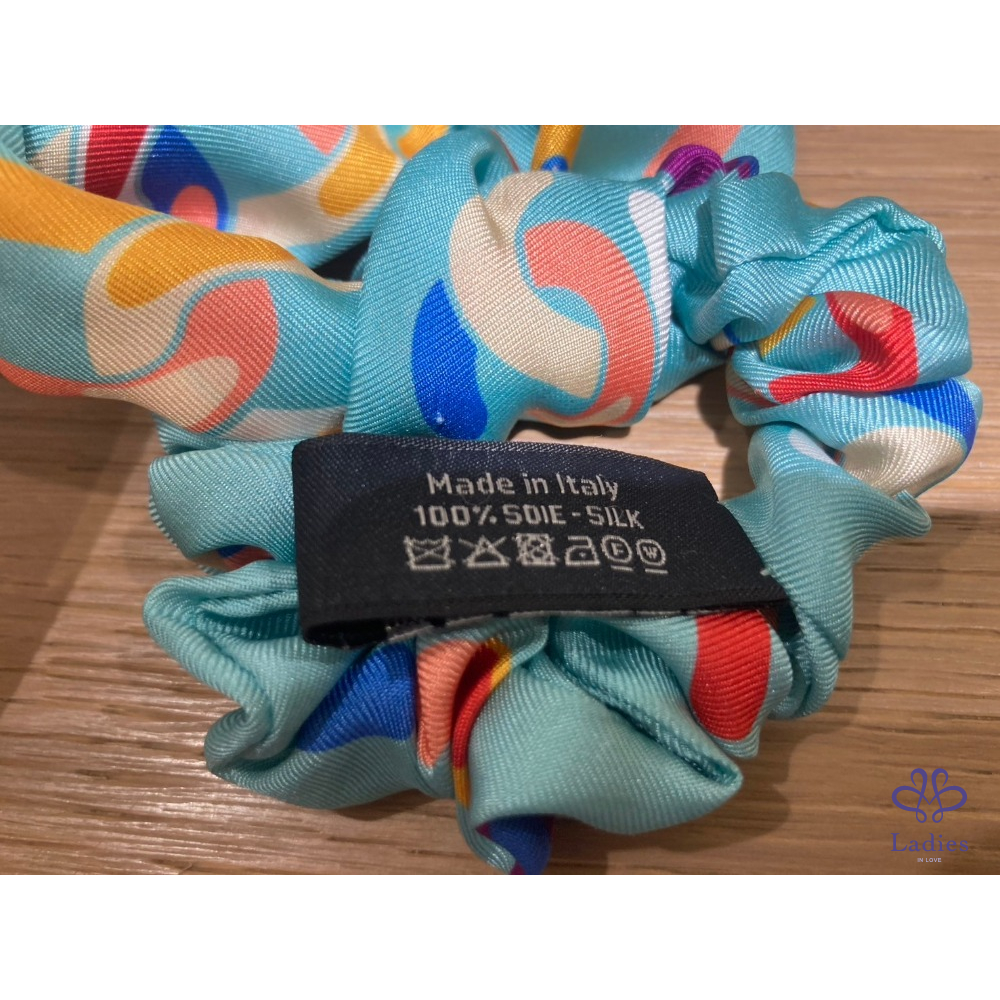 Made in Italy
100% SOIE - SILK
F W
Ladies
IN LOVE